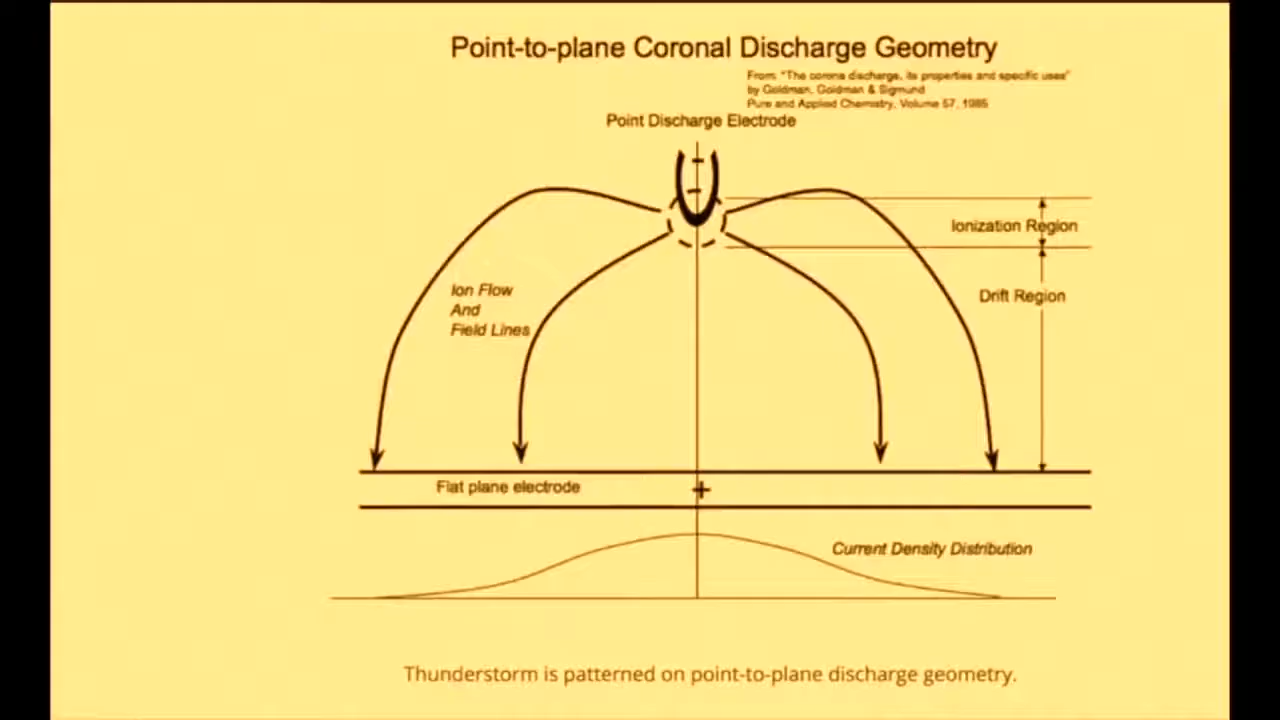 Point-to-plane Coronal Discharge Geometry
From: "The corona discharge, its properties and specific uses"
by Goldman, Goldman & Sigmund
Pure and Applied Chemistry, Volume 57, 1985
Point Discharge Electrode
Ionization Region
Drift Region
Ion Flow
And
Field Lines
Flat plane electrode
+
Current Density Distribution
Thunderstorm is patterned on point-to-plane discharge geometry.